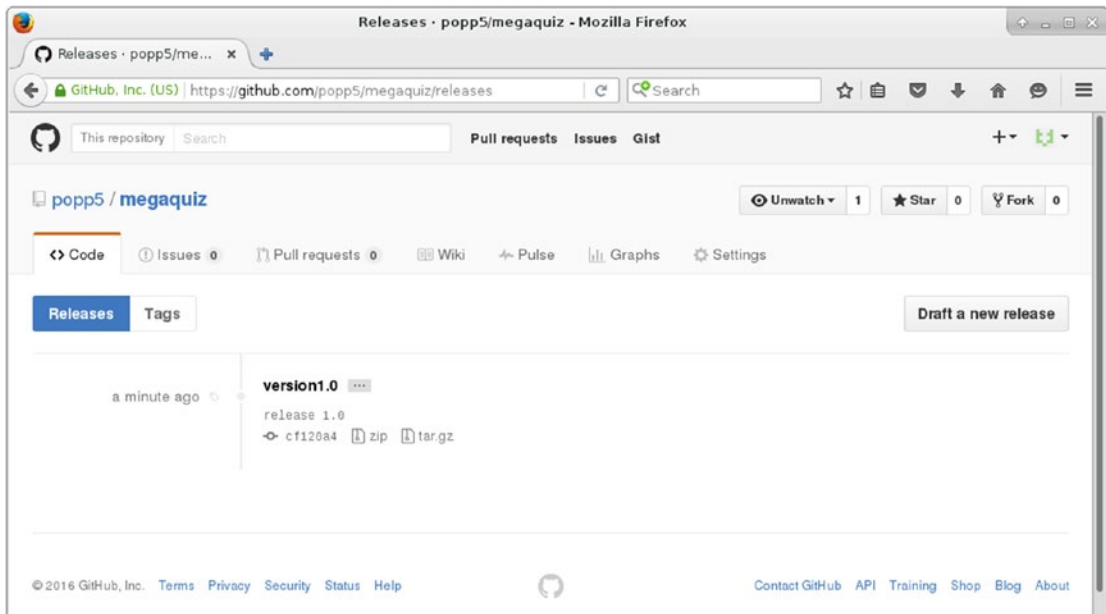 Releases · popp5/megaquiz - Mozilla Firefox
Releases · popp5/me...
GitHub, Inc. (US) https://github.com/popp5/megaquiz/releases Search
This repository Search Pull requests Issues Gist
popp5 / megaquiz Unwatch 1 Star 0 Fork 0
Code Issues 0 Pull requests 0 Wiki Pulse Graphs Settings
Releases Tags Draft a new release
version1.0 ...
a minute ago
release 1.0
cf120a4 zip tar.gz
© 2016 GitHub, Inc. Terms Privacy Security Status Help Contact GitHub API Training Shop Blog About